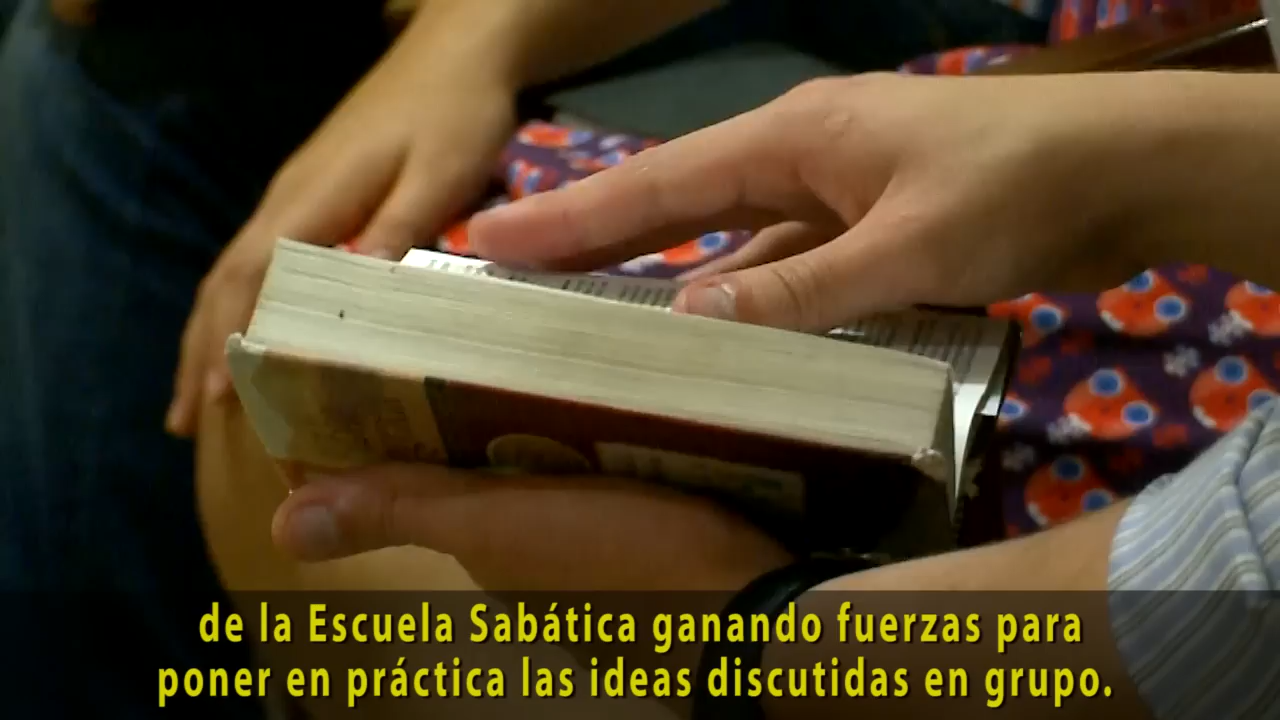 de la Escuela Sabática ganando fuerzas para
poner en práctica las ideas discutidas en grupo.